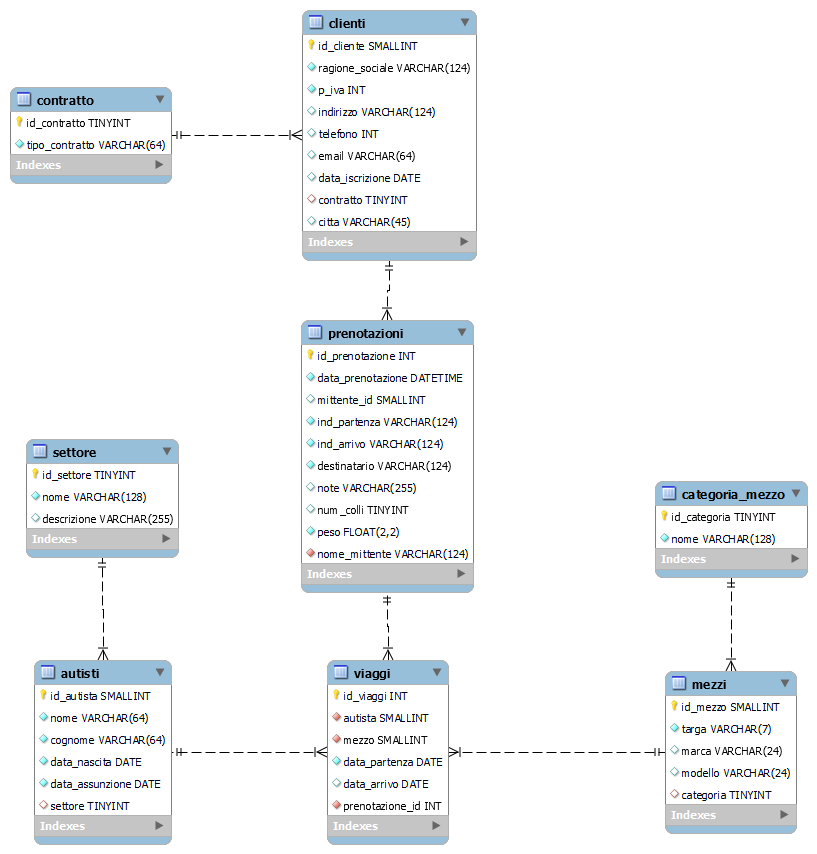 clienti
id_cliente SMALLINT
ragione_sociale VARCHAR(124)
p_iva INT
indirizzo VARCHAR(124)
telefono INT
email VARCHAR(64)
data_iscrizione DATE
contratto TINYINT
citta VARCHAR(45)
Indexes
contratto
id_contratto TINYINT
tipo_contratto VARCHAR(64)
Indexes
prenotazioni
id_prenotazione INT
data_prenotazione DATETIME
mittente_id SMALLINT
ind_partenza VARCHAR(124)
ind_arrivo VARCHAR(124)
destinatario VARCHAR(124)
note VARCHAR(255)
num_colli TINYINT
peso FLOAT(2,2)
nome_mittente VARCHAR(124)
Indexes
settore
id_settore TINYINT
nome VARCHAR(128)
descrizione VARCHAR(255)
Indexes
categoria_mezzo
id_categoria TINYINT
nome VARCHAR(128)
Indexes
autisti
id_autista SMALLINT
nome VARCHAR(64)
cognome VARCHAR(64)
data_nascita DATE
data_assunzione DATE
settore TINYINT
Indexes
viaggi
id_viaggi INT
autista SMALLINT
mezzo SMALLINT
data_partenza DATE
data_arrivo DATE
prenotazione_id INT
Indexes
mezzi
id_mezzo SMALLINT
targa VARCHAR(7)
marca VARCHAR(24)
modello VARCHAR(24)
categoria TINYINT
Indexes